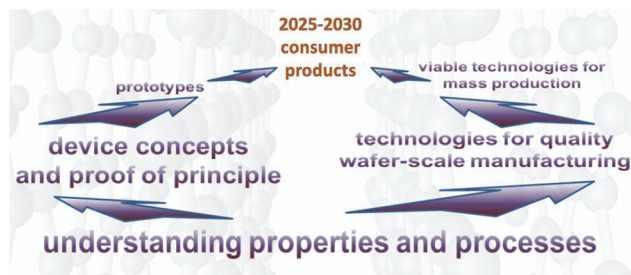 2025-2030
consumer
products
prototypes
viable technologies for
mass production
device concepts
and proof of principle
technologies for quality
wafer-scale manufacturing
understanding properties and processes